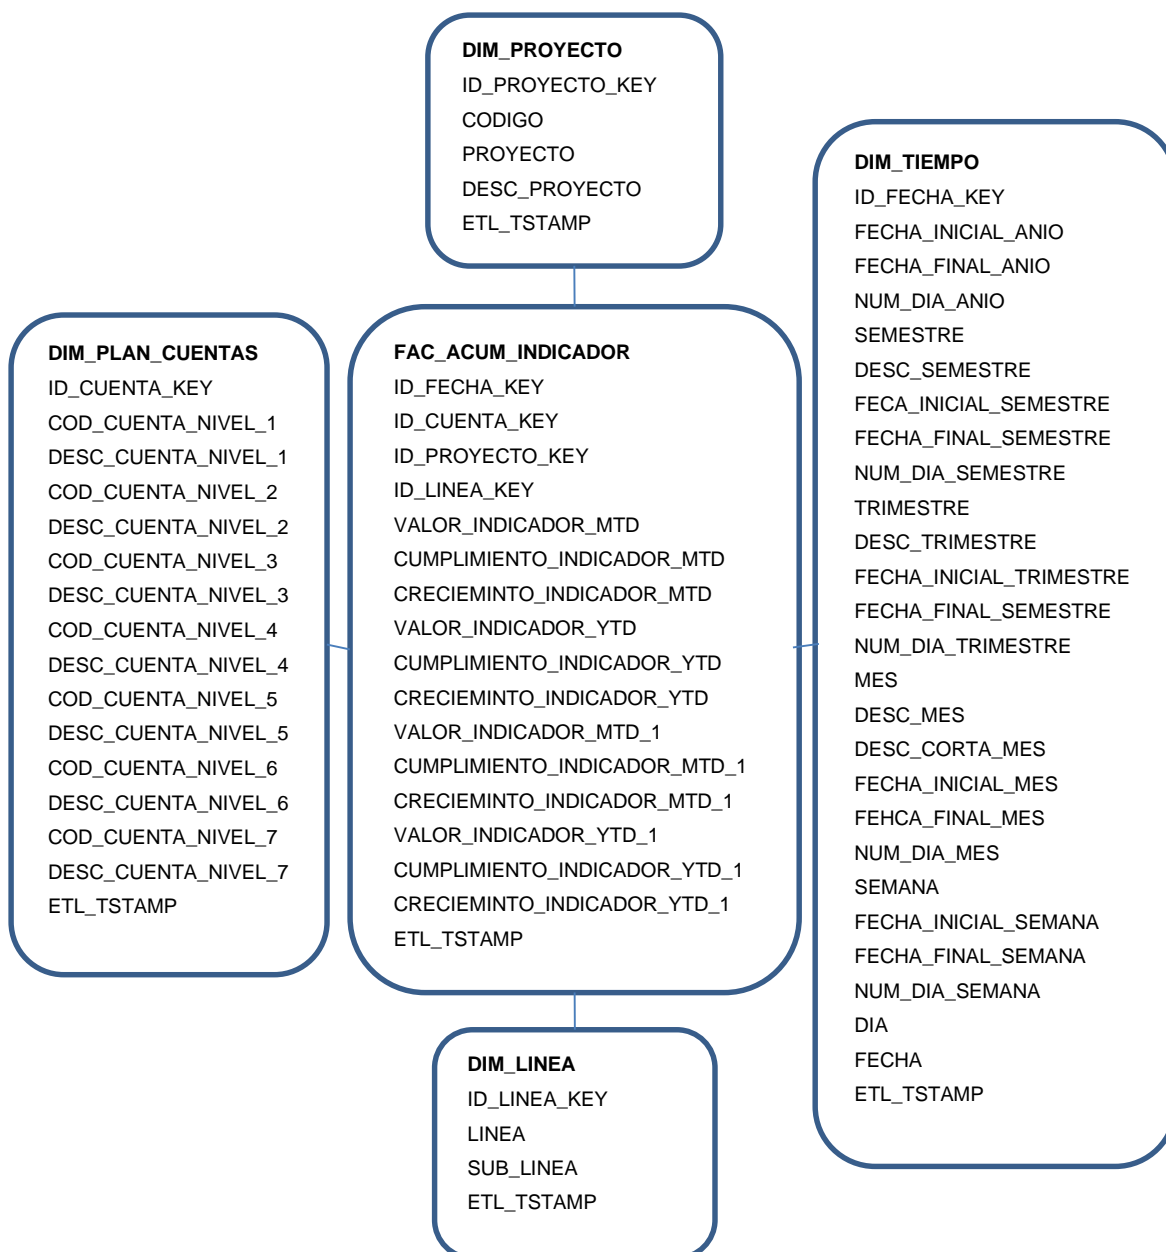 DIM_PROYECTO
ID_PROYECTO_KEY
CODIGO
PROYECTO
DESC_PROYECTO
ETL_TSTAMP
DIM_PLAN_CUENTAS
ID_CUENTA_KEY
COD_CUENTA_NIVEL_1
DESC_CUENTA_NIVEL_1
COD_CUENTA_NIVEL_2
DESC_CUENTA_NIVEL_2
COD_CUENTA_NIVEL_3
DESC_CUENTA_NIVEL_3
COD_CUENTA_NIVEL_4
DESC_CUENTA_NIVEL_4
COD_CUENTA_NIVEL_5
DESC_CUENTA_NIVEL_5
COD_CUENTA_NIVEL_6
DESC_CUENTA_NIVEL_6
COD_CUENTA_NIVEL_7
DESC_CUENTA_NIVEL_7
ETL_TSTAMP
FAC_ACUM_INDICADOR
ID_FECHA_KEY
ID_CUENTA_KEY
ID_PROYECTO_KEY
ID_LINEA_KEY
VALOR_INDICADOR_MTD
CUMPLIMIENTO_INDICADOR_MTD
CRECIEMINTO_INDICADOR_MTD
VALOR_INDICADOR_YTD
CUMPLIMIENTO_INDICADOR_YTD
CRECIEMINTO_INDICADOR_YTD
VALOR_INDICADOR_MTD_1
CUMPLIMIENTO_INDICADOR_MTD_1
CRECIEMINTO_INDICADOR_MTD_1
VALOR_INDICADOR_YTD_1
CUMPLIMIENTO_INDICADOR_YTD_1
CRECIEMINTO_INDICADOR_YTD_1
ETL_TSTAMP
DIM_TIEMPO
ID_FECHA_KEY
FECHA_INICIAL_ANIO
FECHA_FINAL_ANIO
NUM_DIA_ANIO
SEMESTRE
DESC_SEMESTRE
FECA_INICIAL_SEMESTRE
FECHA_FINAL_SEMESTRE
NUM_DIA_SEMESTRE
TRIMESTRE
DESC_TRIMESTRE
FECHA_INICIAL_TRIMESTRE
FECHA_FINAL_SEMESTRE
NUM_DIA_TRIMESTRE
MES
DESC_MES
DESC_CORTA_MES
FECHA_INICIAL_MES
FEHCA_FINAL_MES
NUM_DIA_MES
SEMANA
FECHA_INICIAL_SEMANA
FECHA_FINAL_SEMANA
NUM_DIA_SEMANA
DIA
FECHA
ETL_TSTAMP
DIM_LINEA
ID_LINEA_KEY
LINEA
SUB_LINEA
ETL_TSTAMP